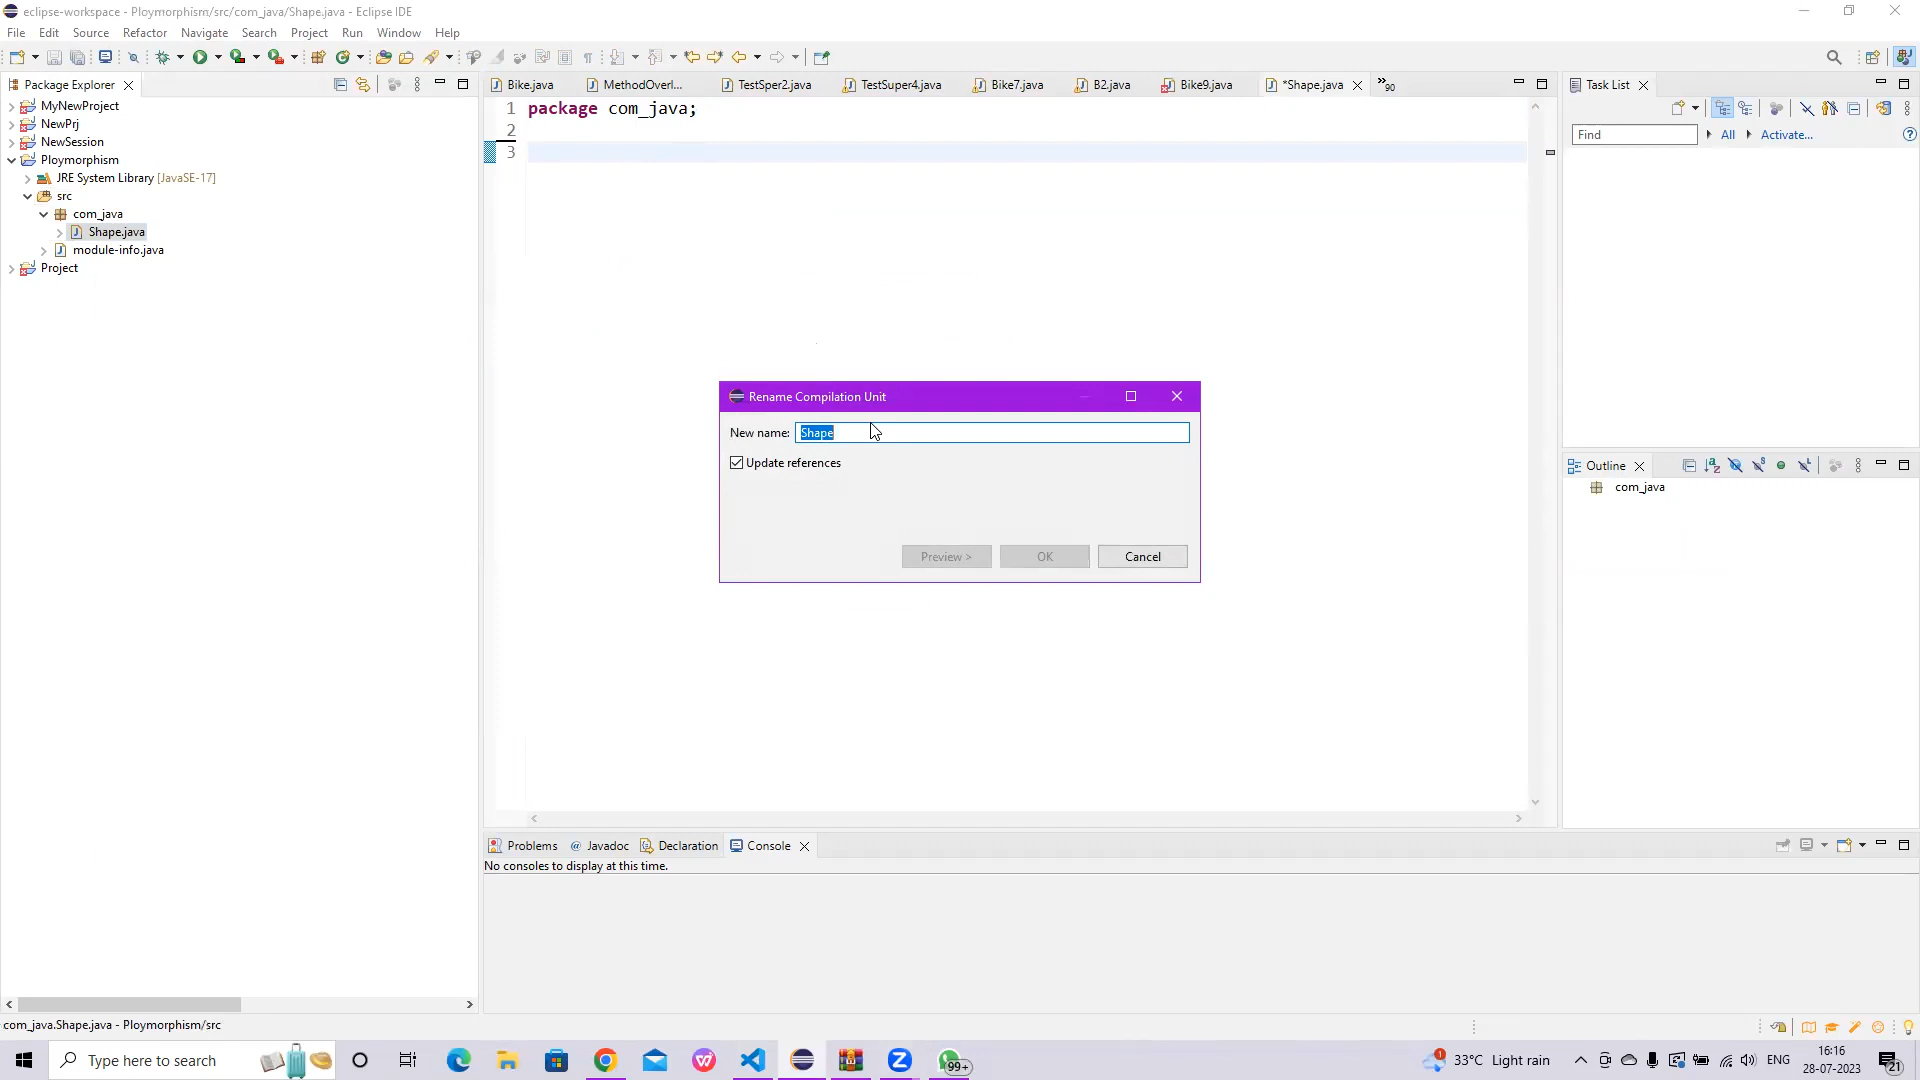 eclipse-workspace - Ploymorphism/src/com_java/Shape.java - Eclipse IDE
File Edit Source Refactor Navigate Search Project Run Window Help
Package Explorer
MyNewProject
NewPrj
NewSession
Ploymorphism
JRE System Library [JavaSE-17]
src
com_java
Shape.java
module-info.java
Project
Bike.java MethodOverl... TestSper2.java TestSuper4.java Bike7.java B2.java Bike9.java *Shape.java »90
1 package com_java;
2
3
Rename Compilation Unit
New name: Shape
Update references
Preview > OK Cancel
Task List
Find All Activate...
Outline
com_java
Problems @ Javadoc Declaration Console
No consoles to display at this time.
com_java.Shape.java - Ploymorphism/src
Type here to search
99+
33°C Light rain
ENG
16:16
28-07-2023
21